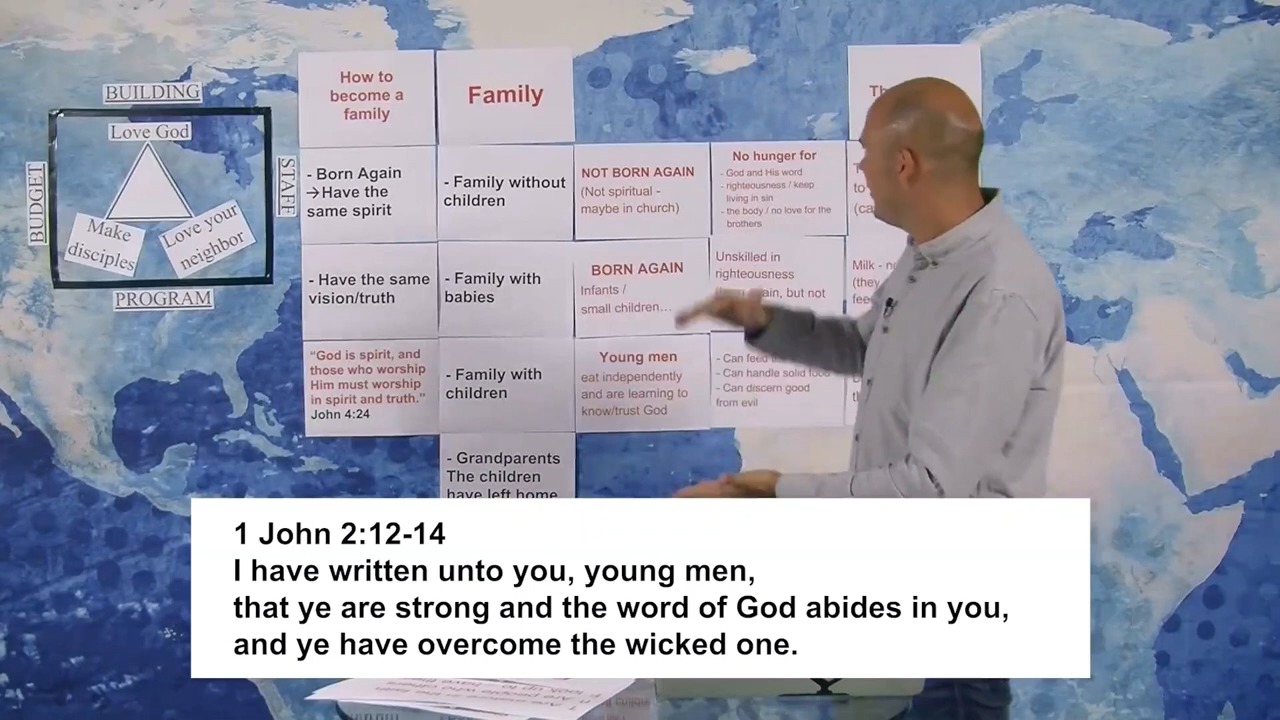 BUILDING
Love God
BUDGET
STAFF
Make
disciples
Love your
neighbor
PROGRAM
How to
become a
family
Family
- Born Again
→Have the
same spirit
- Family without
children
NOT BORN AGAIN
(Not spiritual -
maybe in church)
No hunger for
- God and His word
- righteousness / keep
living in sin
- the body / no love for the
brothers
- Have the same
vision/truth
- Family with
babies
BORN AGAIN
Infants /
small children...
Unskilled in
righteousness
but not
Milk -
(they
"God is spirit, and
those who worship
Him must worship
in spirit and truth."
John 4:24
- Family with
children
Young men
eat independently
and are learning to
know/trust God
- Can feed
- Can handle solid food
- Can discern good
from evil
- Grandparents
The children
have left home
1 John 2:12-14
I have written unto you, young men,
that ye are strong and the word of God abides in you,
and ye have overcome the wicked one.